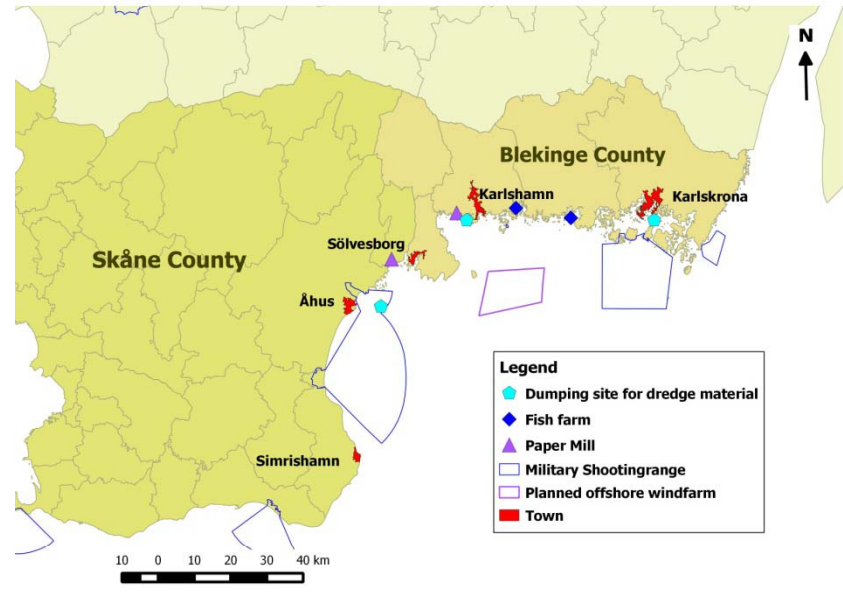 N
Blekinge County
Karlshamn
Karlskrona
Sölvesborg
Skåne County
Åhus
Simrishamn
Legend
Dumping site for dredge material
Fish farm
Paper Mill
Military Shootingrange
Planned offshore windfarm
Town
10 0 10 20 30 40 km